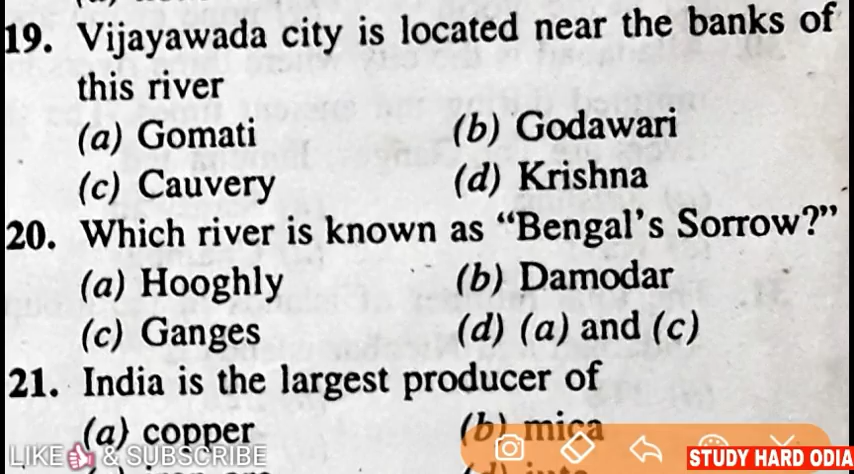 19. Vijayawada city is located near the banks of
this river
(a) Gomati (b) Godawari
(c) Cauvery (d) Krishna
20. Which river is known as “Bengal’s Sorrow?”
(a) Hooghly (b) Damodar
(c) Ganges (d) (a) and (c)
21. India is the largest producer of
(a) copper (b) mica
LIKE & SUBSCRIBE
STUDY HARD ODIA